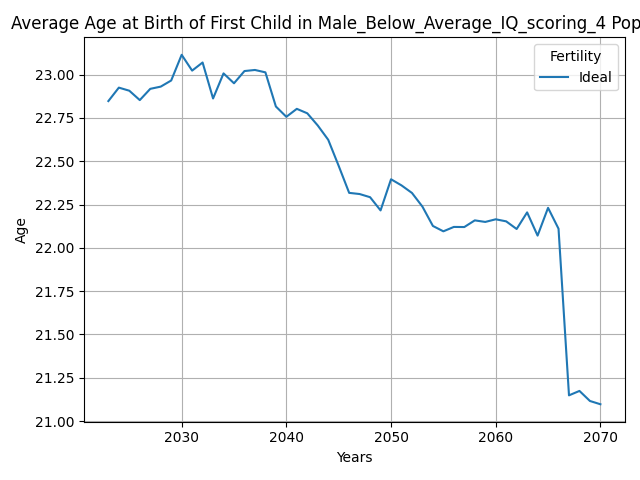 Average Age at Birth of First Child in Male_Below_Average_IQ_scoring_4 Pop
Fertility
Ideal
23.00
22.75
22.50
22.25
22.00
21.75
21.50
21.25
21.00
Age
2030 2040 2050 2060 2070
Years